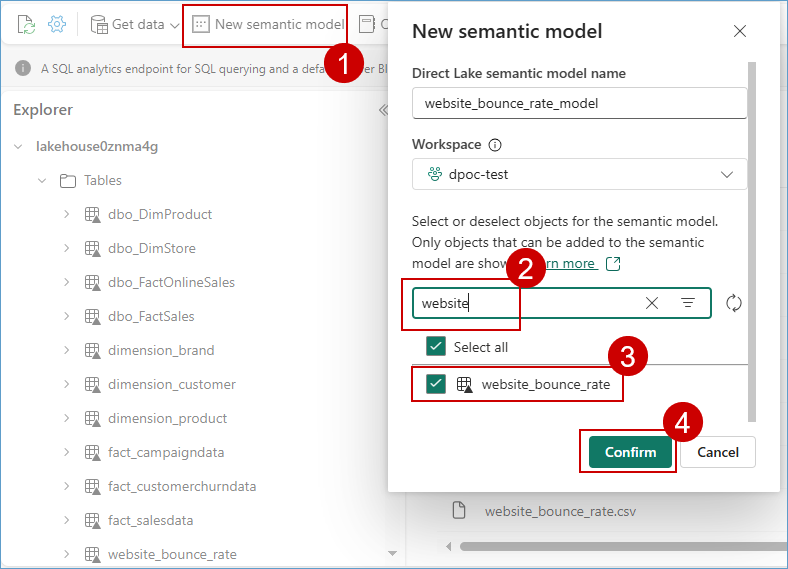 Get data
New semantic model
1
A SQL analytics endpoint for SQL querying and a defa
er BI
Explorer
lakehouse0znma4g
Tables
dbo_DimProduct
dbo_DimStore
dbo_FactOnlineSales
dbo_FactSales
dimension_brand
dimension_customer
dimension_product
fact_campaigndata
fact_customerchurndata
fact_salesdata
website_bounce_rate
New semantic model
Direct Lake semantic model name
website_bounce_rate_model
Workspace
dpoc-test
Select or deselect objects for the semantic model.
Only objects that can be added to the semantic
model are show
rn more
2
website
Select all
3
website_bounce_rate
4
Confirm
Cancel
website_bounce_rate.csv